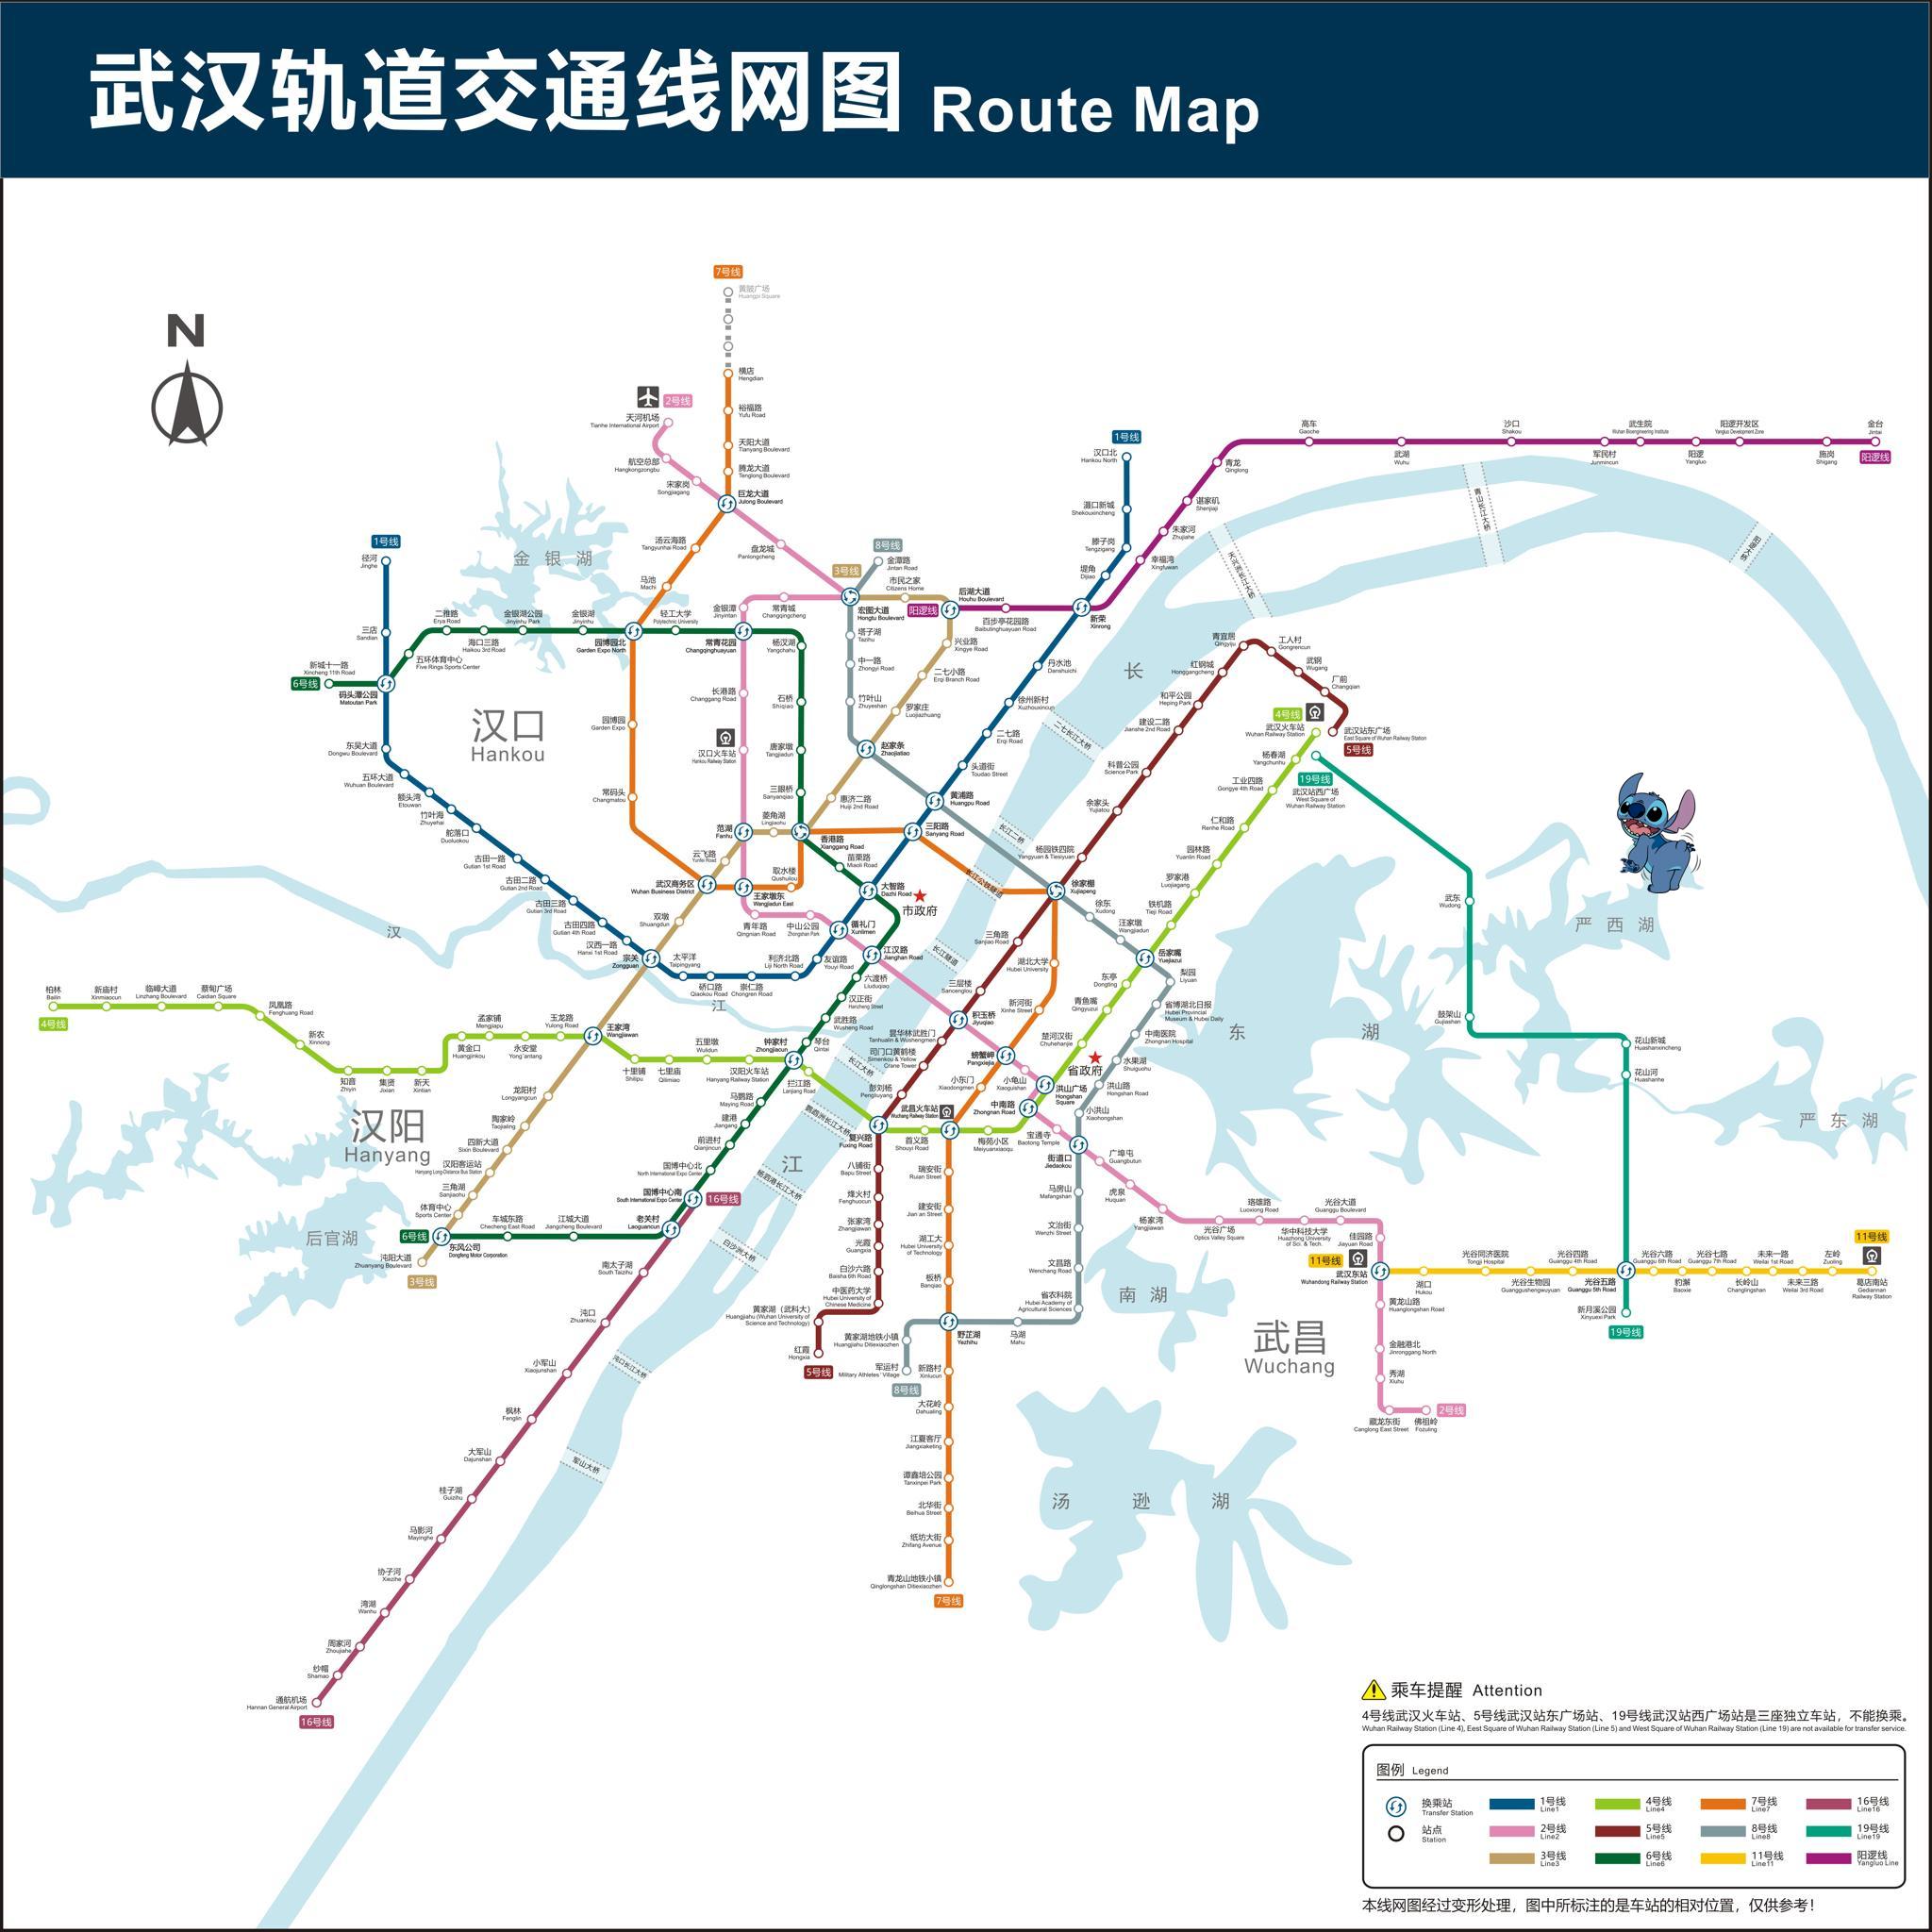 武汉轨道交通线网图 Route Map
N
7号线
黄陂广场
Huangpi Square
横店
Hengdian
裕福路
Yufu Road
天阳大道
Tianyang Boulevard
腾龙大道
Tenglong Boulevard
巨龙大道
Julong Boulevard
2号线
天河机场
Tianhe International Airport
航空总部
Hangkongzongbu
宋家岗
Songjiagang
汤云海路
Tangyunhai Road
盘龙城
Panlongcheng
马池
Machi
金银湖
1号线
径河
Jinghe
三店
Sandian
二雅路
Erya Road
海口三路
Haikou 3rd Road
金银湖公园
Jinyinhu Park
金银湖
Jinyinhu
园博园北
Garden Expo North
轻工大学
Polytechnic University
常青花园
Changqinghuayuan
金银潭
Jinyintan
常青城
Changqingcheng
杨汊湖
Yangchahu
五环体育中心
Five Rings Sports Center
新城十一路
Xincheng 11th Road
6号线
码头潭公园
Matoutan Park
8号线
金潭路
Jintan Road
3号线
市民之家
Citizens Home
宏图大道
Hongtu Boulevard
阳逻线
后湖大道
Houhu Boulevard
百步亭花园路
Baibutinghuayuan Road
新荣
Xinrong
1号线
汉口北
Hankou North
滠口新城
Shekouxincheng
滕子岗
Tengzigang
堤角
Dijiao
幸福湾
Xingfuwan
朱家河
Zhujiahe
谌家矶
Shenjiaji
青龙
Qinglong
高车
Gaoche
武湖
Wuhu
沙口
Shakou
军民村
Junmincun
武生院
Wuhan Bioengineering Institute
阳逻
Yangluo
阳逻开发区
Yangluo Development Zone
施岗
Shigang
金台
Jintai
阳逻线
青山长江大桥
天兴洲长江大桥
阳逻大桥
塔子湖
Tazihu
中一路
Zhongyi Road
竹叶山
Zhuyeshan
赵家条
Zhaojiatiao
兴业路
Xingye Road
二七小路
Erqi Branch Road
罗家庄
Luojiazhuang
惠济二路
Huiji 2nd Road
丹水池
Danshuichi
徐州新村
Xuzhouxincun
二七路
Erqi Road
头道街
Toudao Street
黄浦路
Huangpu Road
三阳路
Sanyang Road
长
二七长江大桥
汉口
Hankou
东吴大道
Dongwu Boulevard
五环大道
Wuhuan Boulevard
额头湾
Etouwan
竹叶海
Zhuyehai
舵落口
Duoluokou
古田一路
Gutian 1st Road
古田二路
Gutian 2nd Road
古田三路
Gutian 3rd Road
古田四路
Gutian 4th Road
汉西一路
Hanxi 1st Road
宗关
Zongguan
太平洋
Taipingyang
硚口路
Qiaokou Road
崇仁路
Chongren Road
利济北路
Liji North Road
友谊路
Youyi Road
循礼门
Xunlimen
大智路
Dazhi Road
苗栗路
Miaoli Road
香港路
Xianggang Road
园博园
Garden Expo
常码头
Changmatou
长港路
Changgang Road
汉口火车站
Hankou Railway Station
石桥
Shiqiao
唐家墩
Tangjiadun
三眼桥
Sanyanqiao
范湖
Fanhu
菱角湖
Lingjiaohu
云飞路
Yunfei Road
武汉商务区
Wuhan Business District
王家墩东
Wangjiadun East
取水楼
Qushuilou
双墩
Shuangdun
青年路
Qingnian Road
中山公园
Zhongshan Park
市政府
江汉路
Jianghan Road
六渡桥
Liuduqiao
汉正街
Hanzheng Street
武胜路
Wusheng Road
琴台
Qintai
长江二桥
长江公铁隧道
长江隧道
长江大桥
鹦鹉洲长江大桥
杨泗港长江大桥
白沙洲大桥
沌口长江大桥
军山大桥
汉
江
江
青宜居
Qingyiju
工人村
Gongrencun
武钢
Wugang
厂前
Changqian
武汉站东广场
East Square of Wuhan Railway Station
5号线
红钢城
Honggangcheng
和平公园
Heping Park
建设二路
Jianshe 2nd Road
科普公园
Science Park
余家头
Yujiatou
杨园铁四院
Yangyuan & Tiesiyuan
徐家棚
Xujiapeng
4号线
武汉火车站
Wuhan Railway Station
杨春湖
Yangchunhu
19号线
武汉站西广场
West Square of
Wuhan Railway Station
工业四路
Gongye 4th Road
仁和路
Renhe Road
园林路
Yuanlin Road
罗家港
Luojiagang
铁机路
Tieji Road
徐东
Xudong
汪家墩
Wangjiadun
岳家嘴
Yuejiazui
梨园
Liyuan
省博湖北日报
Hubei Provincial
Museum & Hubei Daily
中南医院
Zhongnan Hospital
水果湖
Shuiguohu
洪山路
Hongshan Road
小洪山
Xiaohongshan
东亭
Dongting
青鱼嘴
Qingyuzui
楚河汉街
Chuhehanjie
省政府
洪山广场
Hongshan
Square
三角路
Sanjiao Road
三层楼
Sancenglou
积玉桥
Jiyuqiao
湖北大学
Hubei University
新河街
Xinhe Street
螃蟹岬
Pangxiejia
小龟山
Xiaoguishan
昙华林武胜门
Tanhualin & Wushengmen
司门口黄鹤楼
Simenkou & Yellow
Crane Tower
彭刘杨
Pengliuyang
复兴路
Fuxing Road
小东门
Xiaodongmen
武昌火车站
Wuchang Railway Station
中南路
Zhongnan Road
首义路
Shouyi Road
梅苑小区
Meiyuanxiaoqu
宝通寺
Baotong Temple
街道口
Jiedaokou
广埠屯
Guangbutun
虎泉
Huquan
杨家湾
Yangjiawan
光谷广场
Optics Valley Square
珞雄路
Luoxiong Road
华中科技大学
Huazhong University
of Sci. & Tech.
光谷大道
Guanggu Boulevard
佳园路
Jiayuan Road
武东
Wudong
鼓架山
Gujiashan
花山新城
Huashanxincheng
花山河
Huashanhe
严西湖
严东湖
东湖
柏林
Bailin
4号线
新庙村
Xinmiaocun
临嶂大道
Linzhang Boulevard
蔡甸广场
Caidian Square
凤凰路
Fenghuang Road
新农
Xinnong
知音
Zhiyin
集贤
Jixian
新天
Xintian
黄金口
Huangjinkou
孟家铺
Mengjiapu
永安堂
Yong'antang
玉龙路
Yulong Road
王家湾
Wangjiawan
十里铺
Shilipu
七里庙
Qilimiao
五里墩
Wulidun
汉阳火车站
Hanyang Railway Station
钟家村
Zhongjiacun
拦江路
Lanjiang Road
汉阳
Hanyang
龙阳村
Longyangcun
陶家岭
Taojialing
四新大道
Sixin Boulevard
汉阳客运站
Hanyang Long-Distance Bus Station
三角湖
Sanjiaohu
体育中心
Sports Center
6号线
东风公司
Dongfeng Motor Corporation
沌阳大道
Zhuanyang Boulevard
3号线
后官湖
马鹦路
Maying Road
建港
Jiangang
前进村
Qianjincun
国博中心北
North International Expo Center
国博中心南
South International Expo Center
16号线
老关村
Laoguancun
车城东路
Checheng East Road
江城大道
Jiangcheng Boulevard
南太子湖
South Taizihu
沌口
Zhuankou
小军山
Xiaojunshan
枫林
Fenglin
大军山
Dajunshan
桂子湖
Guizihu
马影河
Mayinghe
协子河
Xiezihe
湾湖
Wanhu
周家河
Zhoujiahe
纱帽
Shamao
通航机场
Hannan General Airport
16号线
八铺街
Bapu Street
烽火村
Fenghuocun
张家湾
Zhangjiawan
光霞
Guangxia
白沙六路
Baisha 6th Road
中医药大学
Hubei University of
Chinese Medicine
黄家湖（武科大）
Huangjiahu (Wuhan University of
Science and Technology)
红霞
Hongxia
5号线
瑞安街
Ruian Street
建安街
Jian an Street
湖工大
Hubei University
of Technology
板桥
Banqiao
野芷湖
Yezhihu
马湖
Mahu
黄家湖地铁小镇
Huangjiahu Ditiexiaozhen
军运村
Military Athletes' Village
8号线
新路村
Xinlucun
大花岭
Dahualing
江夏客厅
Jiangxiaketing
谭鑫培公园
Tanxinpei Park
北华街
Beihua Street
纸坊大街
Zhifang Avenue
青龙山地铁小镇
Qinglongshan Ditiexiaozhen
7号线
马房山
Mafangshan
文治街
Wenzhi Street
文昌路
Wenchang Road
省农科院
Hubei Academy of
Agricultural Sciences
南湖
汤逊湖
武昌
Wuchang
11号线
武汉东站
Wuhandong Railway Station
湖口
Hukou
光谷同济医院
Tongji Hospital
光谷生物园
Guanggushengwuyuan
光谷四路
Guanggu 4th Road
光谷五路
Guanggu 5th Road
光谷六路
Guanggu 6th Road
豹澥
Baoxie
光谷七路
Guanggu 7th Road
长岭山
Changlingshan
未来一路
Weilai 1st Road
未来三路
Weilai 3rd Road
左岭
Zuoling
11号线
葛店南站
Gediannan
Railway Station
新月溪公园
Xinyuexi Park
19号线
黄龙山路
Huanglongshan Road
金融港北
Jinronggang North
秀湖
Xiuhu
藏龙东街
Canglong East Street
佛祖岭
Fozuling
2号线
乘车提醒 Attention
4号线武汉火车站、5号线武汉站东广场站、19号线武汉站西广场站是三座独立车站，不能换乘。
Wuhan Railway Station (Line 4), Eest Square of Wuhan Railway Station (Line 5) and West Square of Wuhan Railway Station (Line 19) are not available for transfer service.
图例 Legend
换乘站
Transfer Station
站点
Station
1号线
Line1
2号线
Line2
3号线
Line3
4号线
Line4
5号线
Line5
6号线
Line6
7号线
Line7
8号线
Line8
11号线
Line11
16号线
Line16
19号线
Line19
阳逻线
Yangluo Line
本线网图经过变形处理，图中所标注的是车站的相对位置，仅供参考！